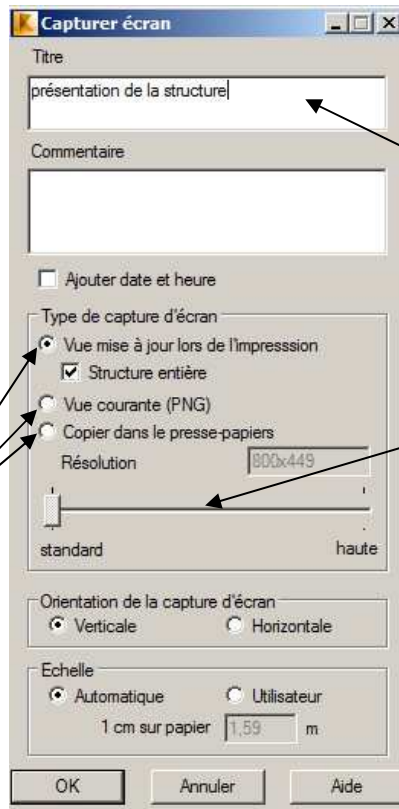 Capturer écran
Titre
présentation de la structure
Commentaire
Ajouter date et heure
Type de capture d'écran
Vue mise à jour lors de l'impresssion
Structure entière
Vue courante (PNG)
Copier dans le presse-papiers
Résolution 800x449
standard haute
Orientation de la capture d'écran
Verticale Horizontale
Echelle
Automatique Utilisateur
1 cm sur papier 1,59 m
OK Annuler Aide